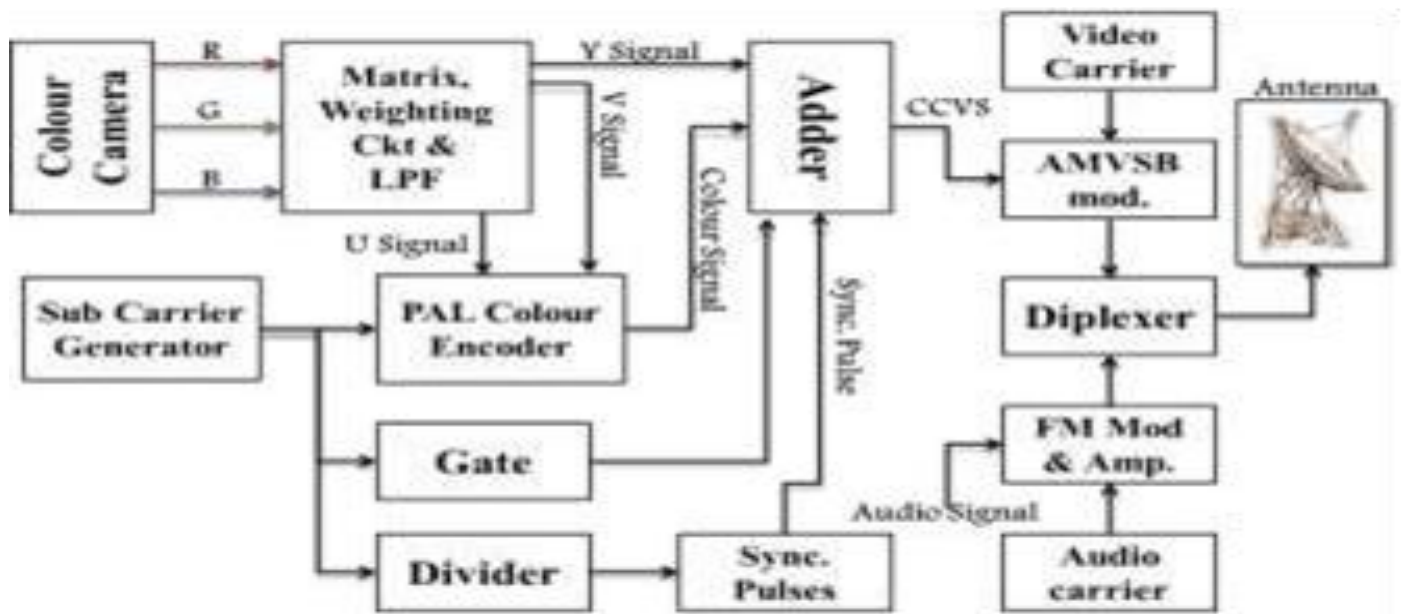 Colour
Camera
R
G
B
Matrix.
Weighting
Ckt &
LPF
Y Signal
V Signal
U Signal
Adder
Colour Signal
Sync. Pulse
CCVS
Video
Carrier
AMVSB
mod.
Antenna
Sub Carrier
Generator
PAL Colour
Encoder
Diplexer
Gate
FM Mod
& Amp.
Audio Signal
Divider
Sync.
Pulses
Audio
carrier